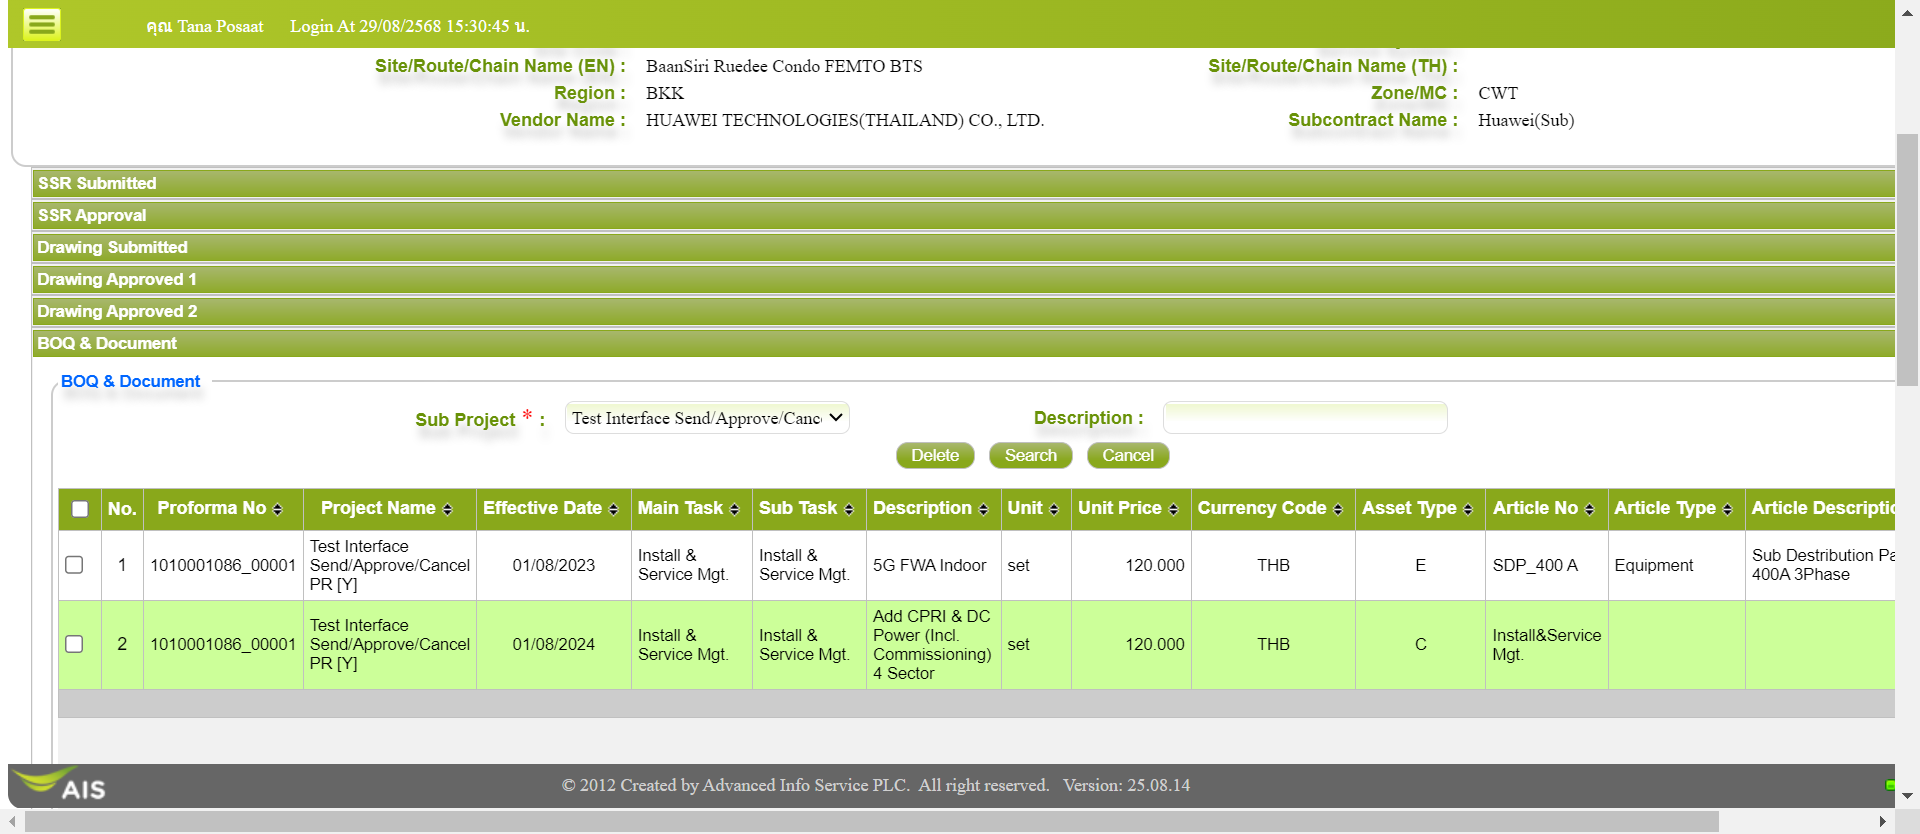 คุณ Tana Posaat Login At 29/08/2568 15:30:45 น.
Site/Route/Chain Name (EN) : BaanSiri Ruedee Condo FEMTO BTS Site/Route/Chain Name (TH) :
Region : BKK Zone/MC : CWT
Vendor Name : HUAWEI TECHNOLOGIES(THAILAND) CO., LTD. Subcontract Name : Huawei(Sub)
SSR Submitted
SSR Approval
Drawing Submitted
Drawing Approved 1
Drawing Approved 2
BOQ & Document
BOQ & Document
Sub Project * : Test Interface Send/Approve/Canc Description :
Delete Search Cancel
No. Proforma No Project Name Effective Date Main Task Sub Task Description Unit Unit Price Currency Code Asset Type Article No Article Type Article Descriptio
1 1010001086_00001 Test Interface Send/Approve/Cancel PR [Y] 01/08/2023 Install & Service Mgt. Install & Service Mgt. 5G FWA Indoor set 120.000 THB E SDP_400 A Equipment Sub Destribution Pa 400A 3Phase
2 1010001086_00001 Test Interface Send/Approve/Cancel PR [Y] 01/08/2024 Install & Service Mgt. Install & Service Mgt. Add CPRI & DC Power (Incl. Commissioning) 4 Sector set 120.000 THB C Install&Service Mgt.
AIS © 2012 Created by Advanced Info Service PLC. All right reserved. Version: 25.08.14